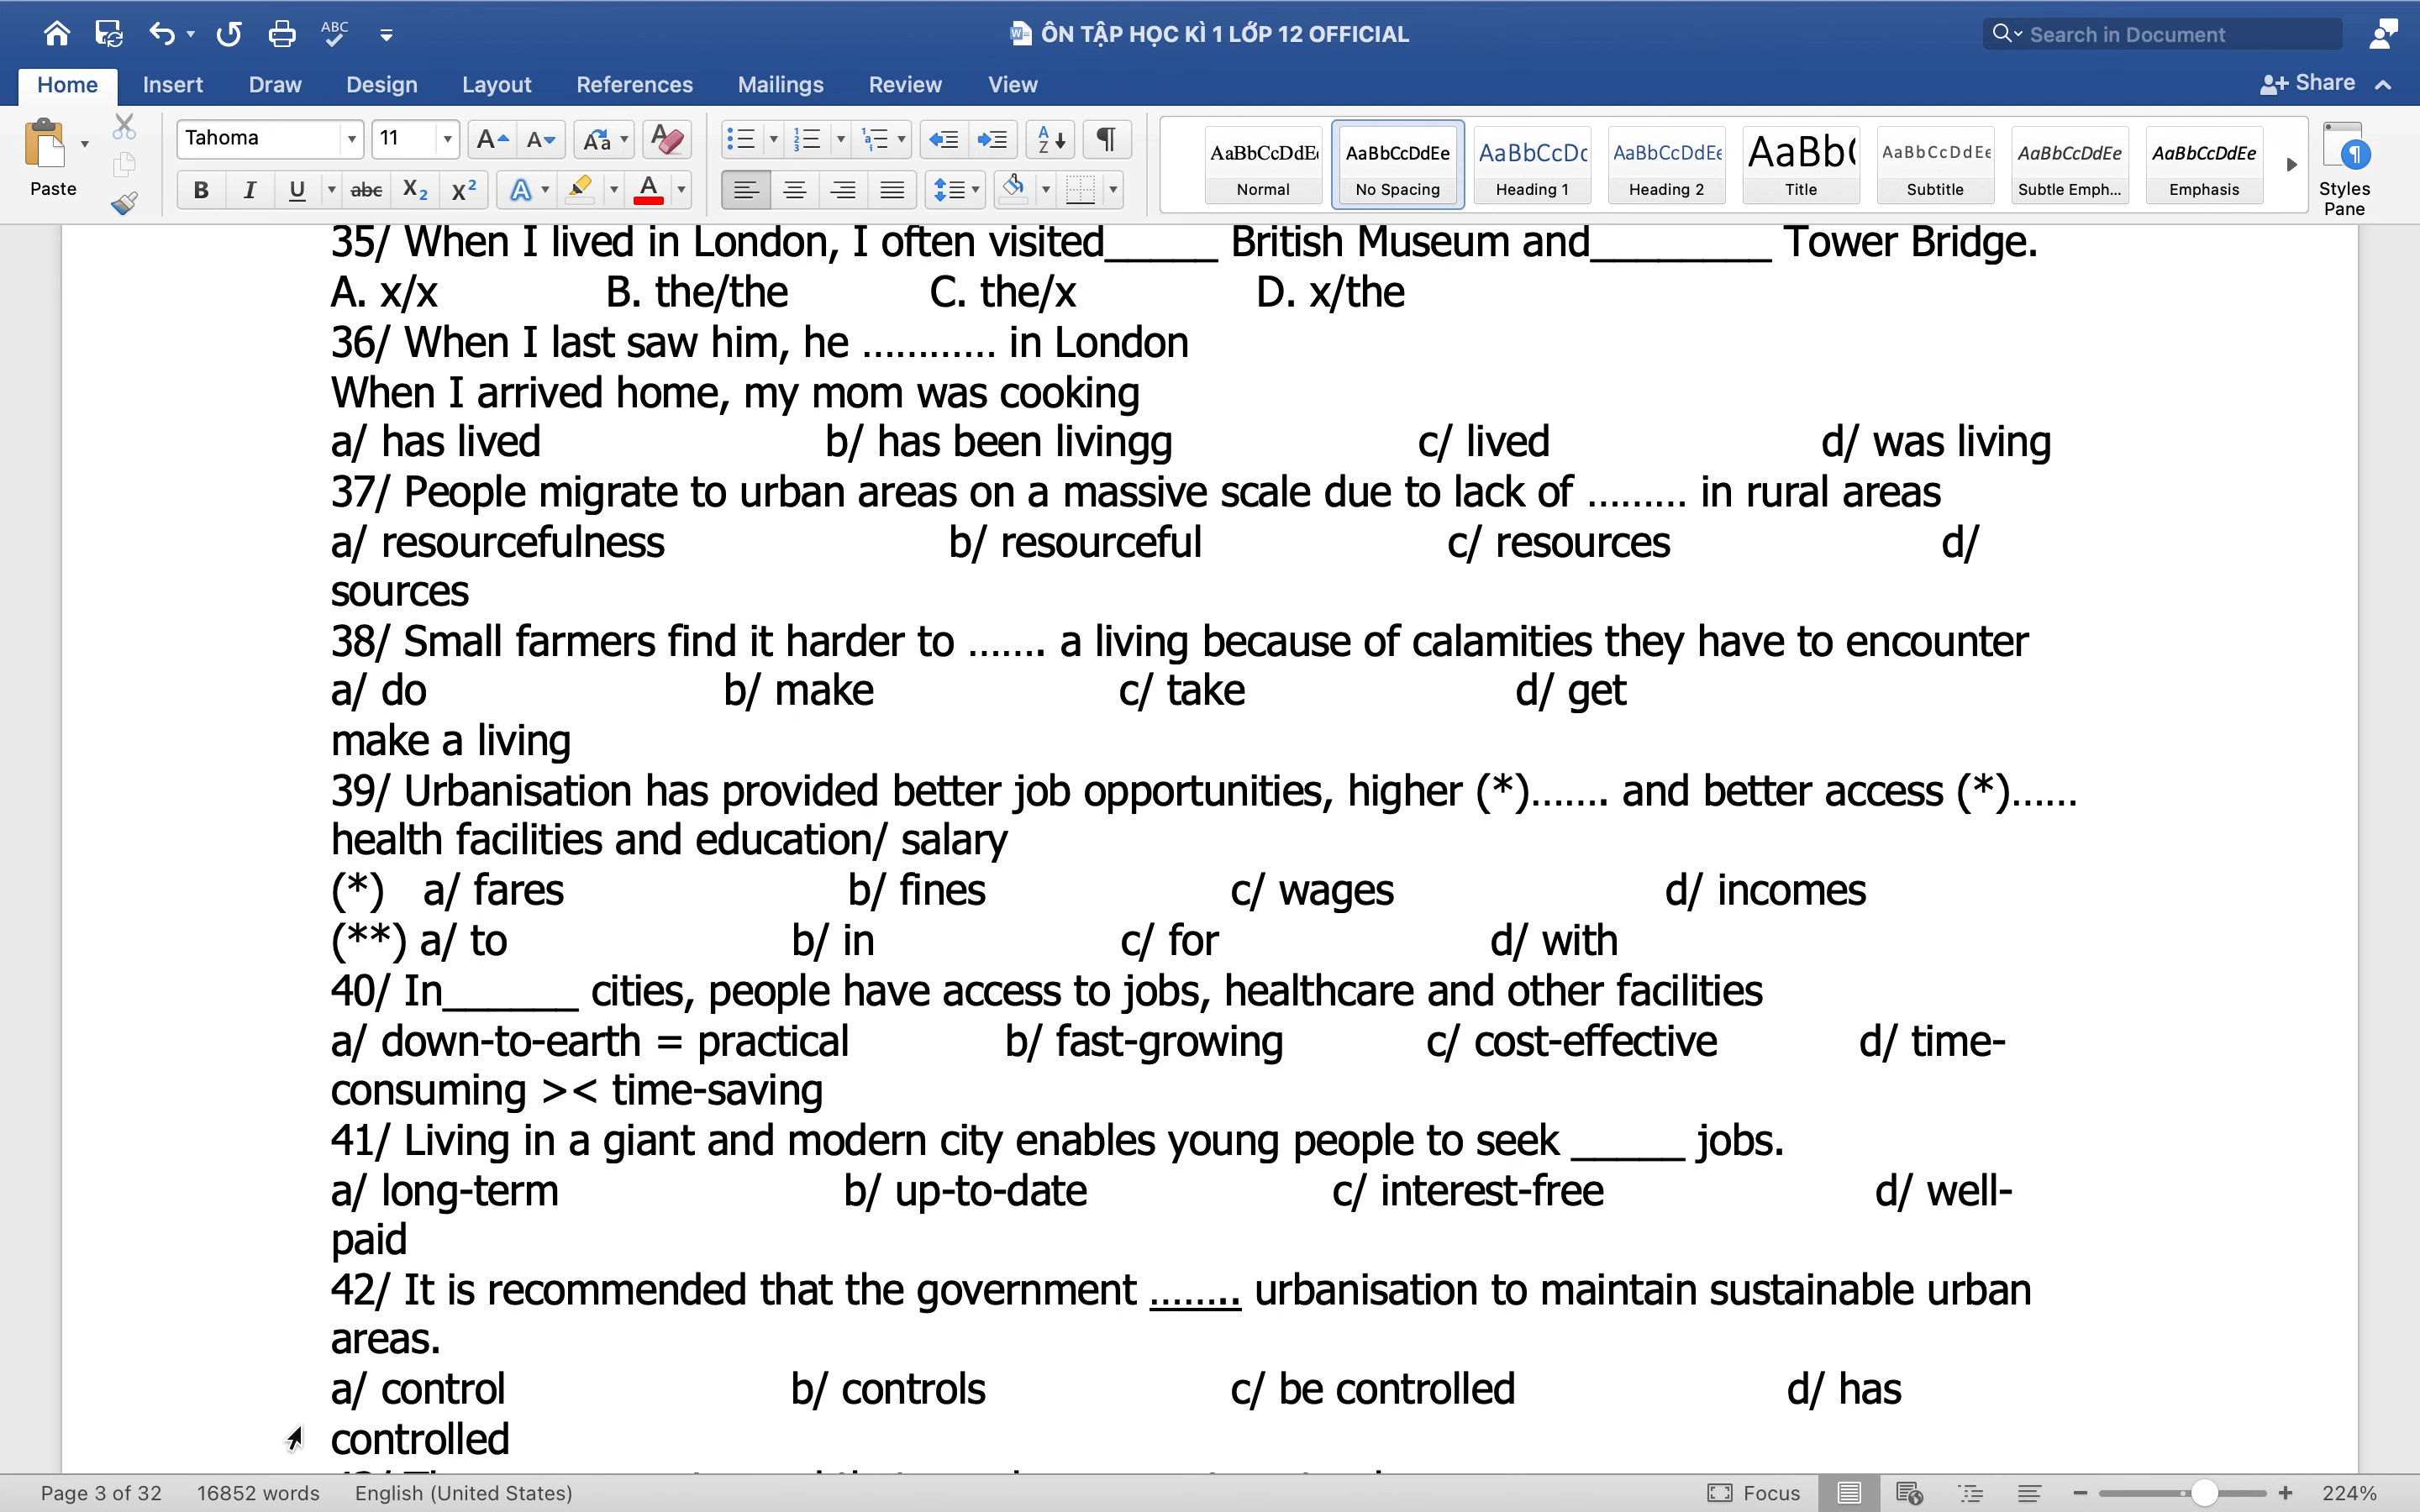 ABC
ÔN TẬP HỌC KÌ 1 LỚP 12 OFFICIAL
Search in Document
Home Insert Draw Design Layout References Mailings Review View Share
Paste
Tahoma 11
AaBbCcDdEe Normal
AaBbCcDdEe No Spacing
AaBbCcDc Heading 1
AaBbCcDdEe Heading 2
AaBb( Title
AaBbCcDdEe Subtitle
AaBbCcDdEe Subtle Emph...
AaBbCcDdEe Emphasis
Styles Pane
35/ When I lived in London, I often visited_____ British Museum and________ Tower Bridge.
A. x/x B. the/the C. the/x D. x/the
36/ When I last saw him, he ............ in London
When I arrived home, my mom was cooking
a/ has lived b/ has been livingg c/ lived d/ was living
37/ People migrate to urban areas on a massive scale due to lack of ......... in rural areas
a/ resourcefulness b/ resourceful c/ resources d/
sources
38/ Small farmers find it harder to ....... a living because of calamities they have to encounter
a/ do b/ make c/ take d/ get
make a living
39/ Urbanisation has provided better job opportunities, higher (*)....... and better access (*)......
health facilities and education/ salary
(*) a/ fares b/ fines c/ wages d/ incomes
(**) a/ to b/ in c/ for d/ with
40/ In______ cities, people have access to jobs, healthcare and other facilities
a/ down-to-earth = practical b/ fast-growing c/ cost-effective d/ time-
consuming >< time-saving
41/ Living in a giant and modern city enables young people to seek _____ jobs.
a/ long-term b/ up-to-date c/ interest-free d/ well-
paid
42/ It is recommended that the government ........ urbanisation to maintain sustainable urban
areas.
a/ control b/ controls c/ be controlled d/ has
controlled
Page 3 of 32 16852 words English (United States) Focus 224%